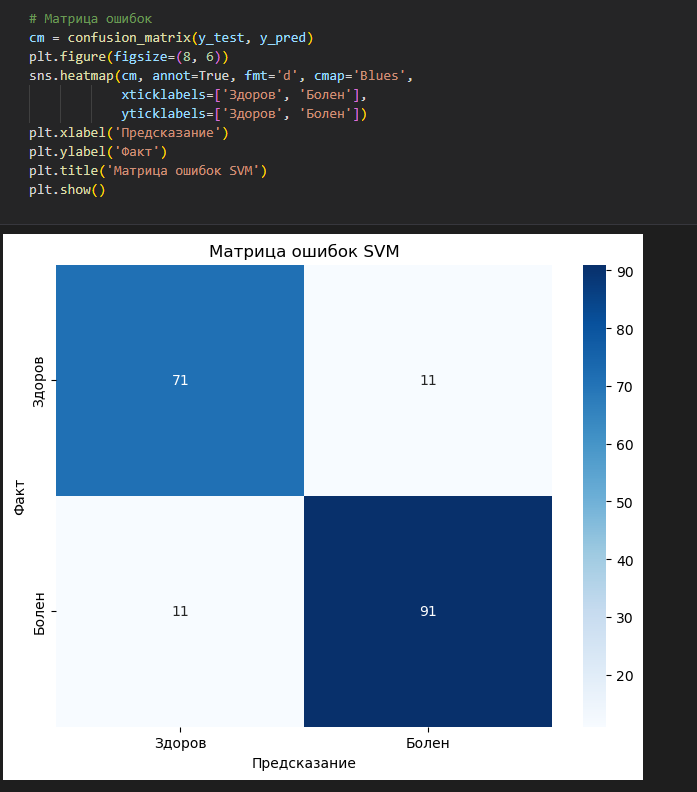 # Матрица ошибок
cm = confusion_matrix(y_test, y_pred)
plt.figure(figsize=(8, 6))
sns.heatmap(cm, annot=True, fmt='d', cmap='Blues',
            xticklabels=['Здоров', 'Болен'],
            yticklabels=['Здоров', 'Болен'])
plt.xlabel('Предсказание')
plt.ylabel('Факт')
plt.title('Матрица ошибок SVM')
plt.show()
Матрица ошибок SVM
Факт
Здоров
71
11
Болен
11
91
Здоров
Болен
Предсказание
90
80
70
60
50
40
30
20